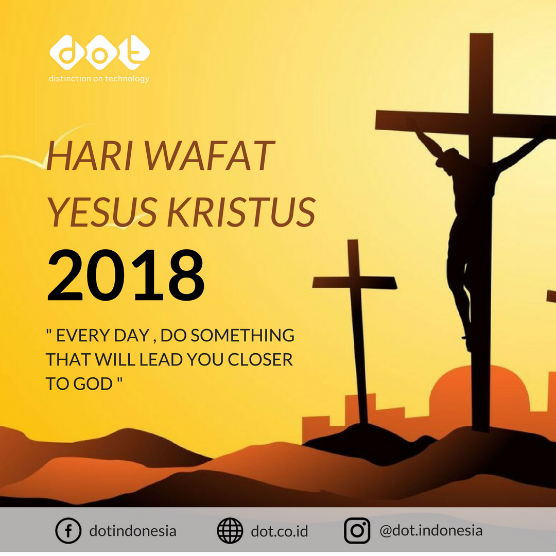 dot
distinction on technology
HARI WAFAT
YESUS KRISTUS
2018
" EVERY DAY , DO SOMETHING
THAT WILL LEAD YOU CLOSER
TO GOD "
dotindonesia
dot.co.id
@dot.indonesia